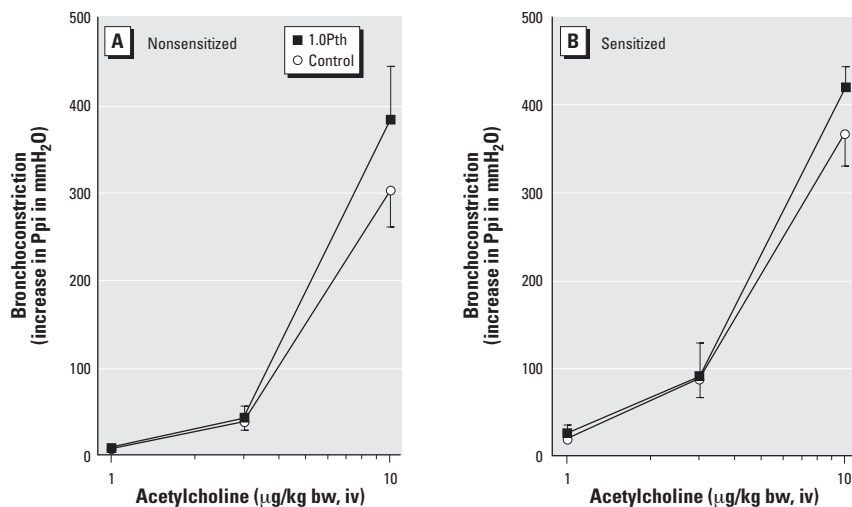 A Nonsensitized
1.0Pth
Control
500
400
300
200
100
0
Bronchoconstriction
(increase in Ppi in mmH2O)
1
10
Acetylcholine (μg/kg bw, iv)
B Sensitized
500
400
300
200
100
0
Bronchoconstriction
(increase in Ppi in mmH2O)
1
10
Acetylcholine (μg/kg bw, iv)